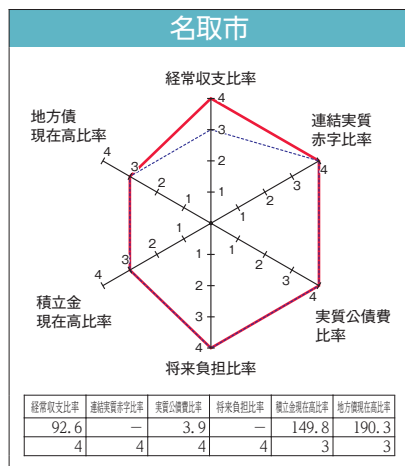 名取市
経常収支比率
地方債
現在高比率
連結実質
赤字比率
4
3
2
1
4
3
2
1
1
2
3
4
3
2
1
4
1
2
3
4
1
2
3
4
積立金
現在高比率
実質公債費
比率
将来負担比率
経常収支比率 連結実質赤字比率 実質公債費比率 将来負担比率 積立金現在高比率 地方債現在高比率
92.6 － 3.9 － 149.8 190.3
4 4 4 4 3 3